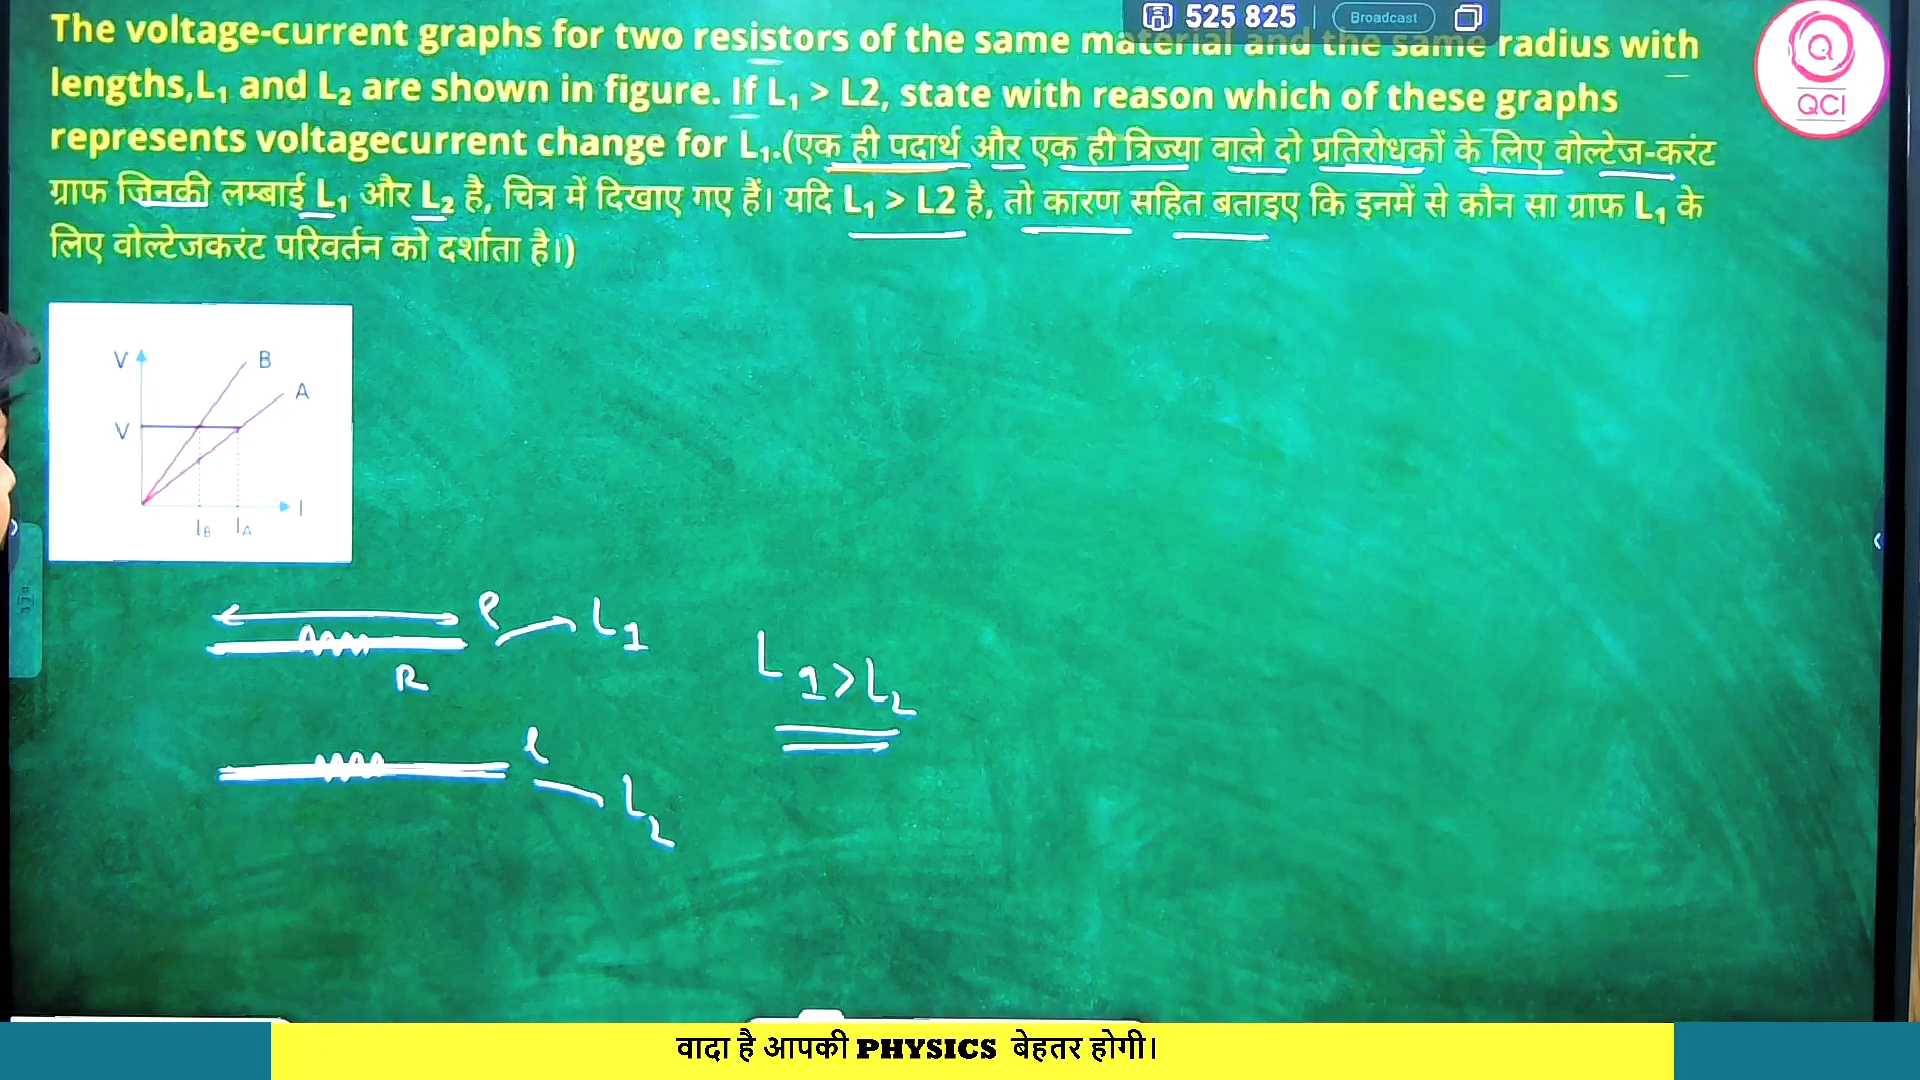 525 825 Broadcast
The voltage-current graphs for two resistors of the same material and the same radius with
lengths,L₁ and L₂ are shown in figure. If L₁ > L2, state with reason which of these graphs
represents voltagecurrent change for L₁.(एक ही पदार्थ और एक ही त्रिज्या वाले दो प्रतिरोधकों के लिए वोल्टेज-करंट
ग्राफ जिनकी लम्बाई L₁ और L₂ है, चित्र में दिखाए गए हैं। यदि L₁ > L2 है, तो कारण सहित बताइए कि इनमें से कौन सा ग्राफ L₁ के
लिए वोल्टेजकरंट परिवर्तन को दर्शाता है।)
Q
QCI
V
B
A
V
I
I_B I_A
L₁
R
L₁>L₂
L₂
वादा है आपकी PHYSICS बेहतर होगी।